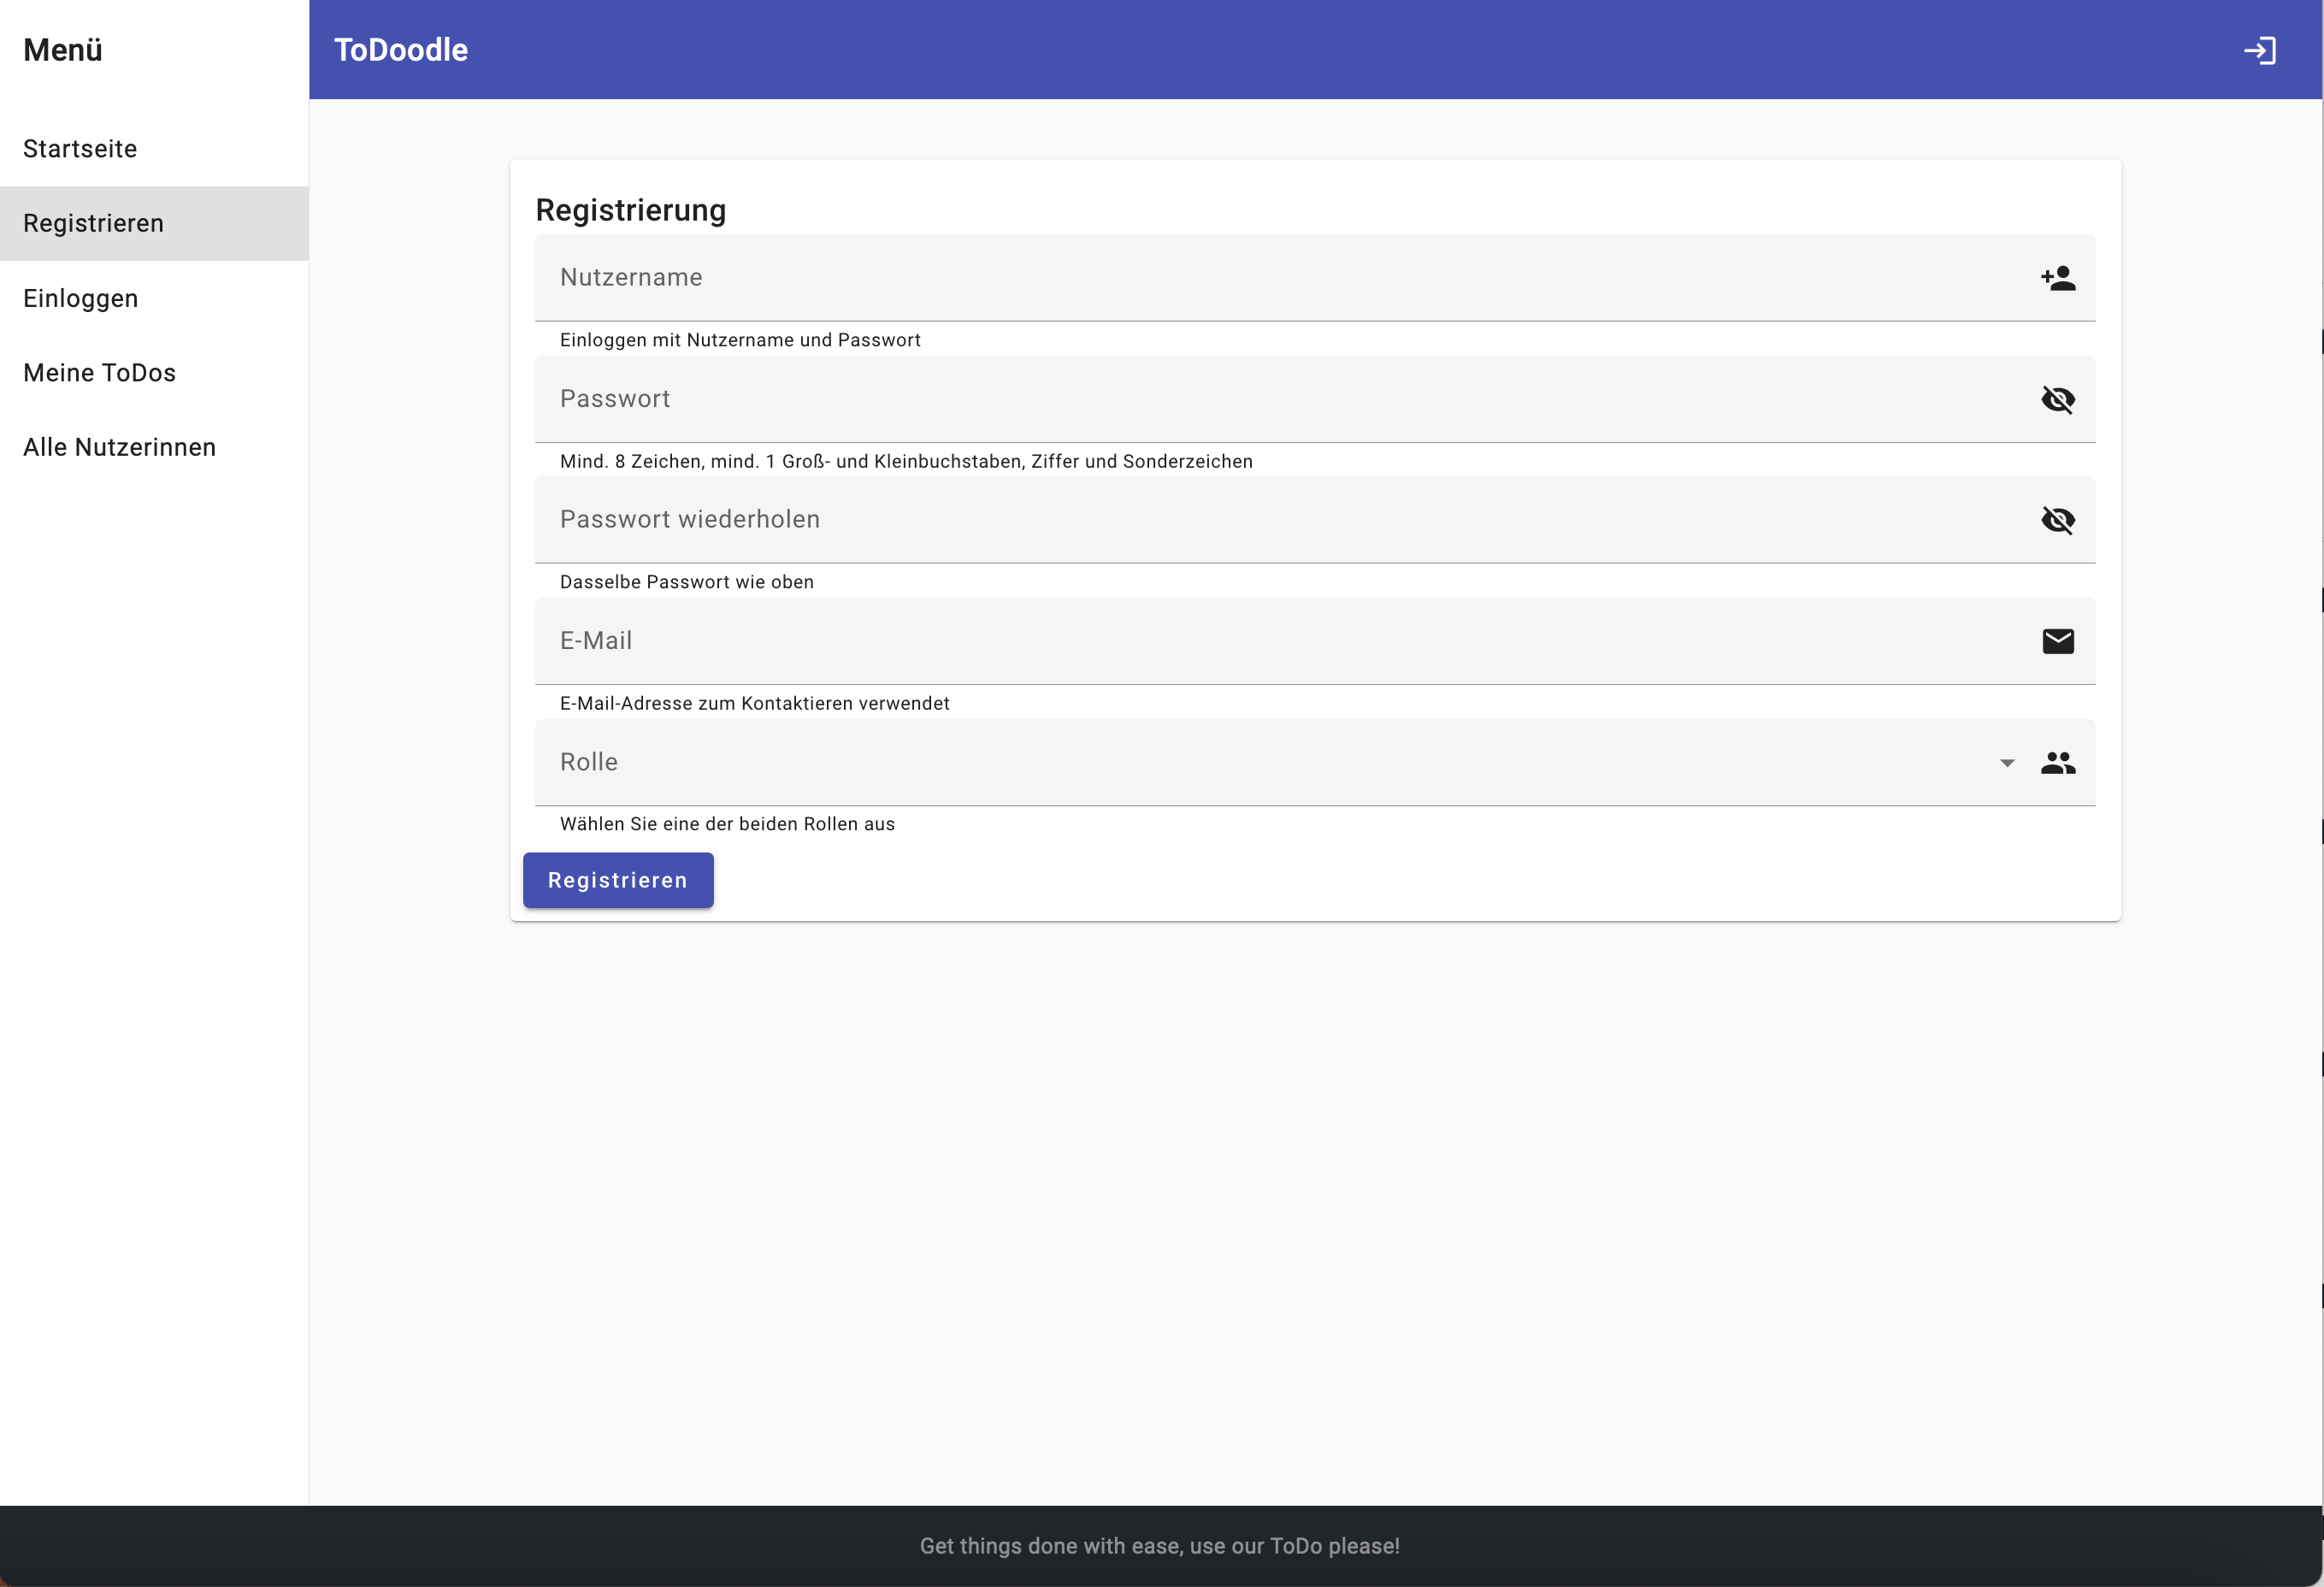 Menü
Startseite
Registrieren
Einloggen
Meine ToDos
Alle Nutzerinnen
ToDoodle
Registrierung
Nutzername
Einloggen mit Nutzername und Passwort
Passwort
Mind. 8 Zeichen, mind. 1 Groß- und Kleinbuchstaben, Ziffer und Sonderzeichen
Passwort wiederholen
Dasselbe Passwort wie oben
E-Mail
E-Mail-Adresse zum Kontaktieren verwendet
Rolle
Wählen Sie eine der beiden Rollen aus
Registrieren
Get things done with ease, use our ToDo please!